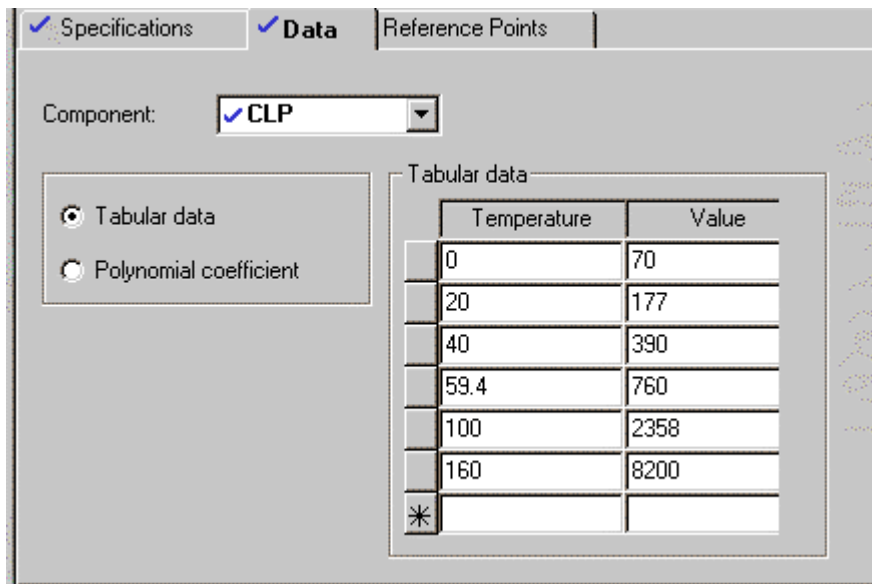 Specifications Data Reference Points
Component: CLP
Tabular data
Polynomial coefficient
Tabular data
Temperature Value
0 70
20 177
40 390
59.4 760
100 2358
160 8200